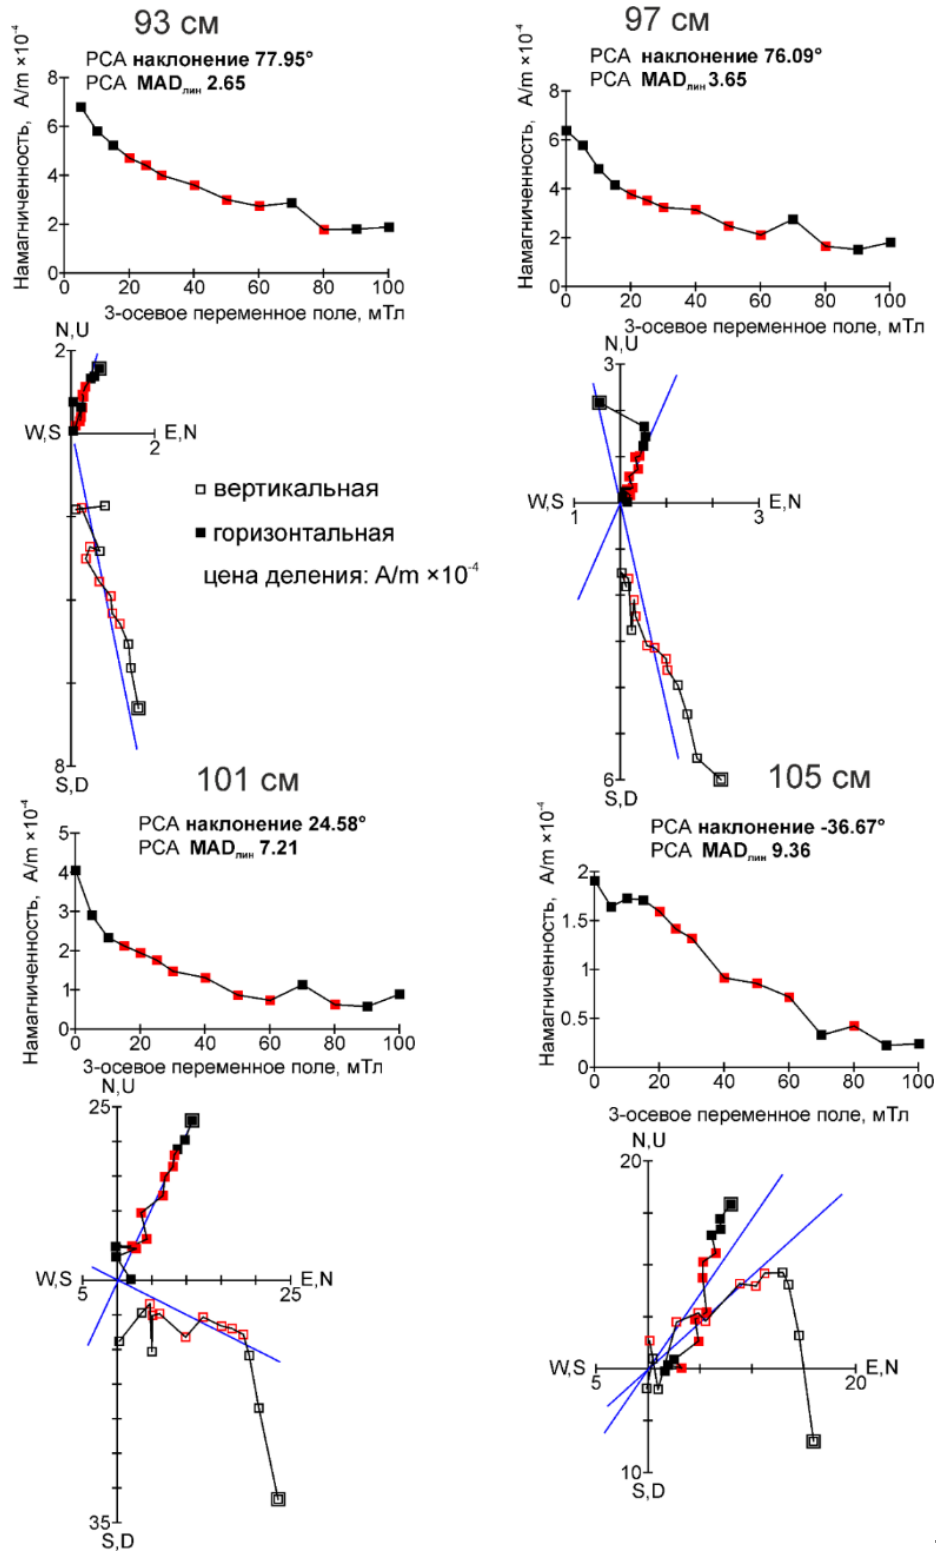 93 см
PCA наклонение 77.95°
PCA MADлин 2.65
Намагниченность, A/m ×10⁻⁴
8
6
4
2
0
0 20 40 60 80 100
3-осевое переменное поле, мТл
N,U
2
W,S
E,N
2
8
S,D
97 см
PCA наклонение 76.09°
PCA MADлин 3.65
Намагниченность, A/m ×10⁻⁴
8
6
4
2
0
0 20 40 60 80 100
3-осевое переменное поле, мТл
N,U
3
W,S
E,N
1
3
6
S,D
вертикальная
горизонтальная
цена деления: A/m ×10⁻⁴
101 см
PCA наклонение 24.58°
PCA MADлин 7.21
Намагниченность, A/m ×10⁻⁴
5
4
3
2
1
0
0 20 40 60 80 100
3-осевое переменное поле, мТл
N,U
25
W,S
E,N
5
25
35
S,D
105 см
PCA наклонение -36.67°
PCA MADлин 9.36
Намагниченность, A/m ×10⁻⁴
2
1.5
1
0.5
0
0 20 40 60 80 100
3-осевое переменное поле, мТл
N,U
20
W,S
E,N
5
20
10
S,D